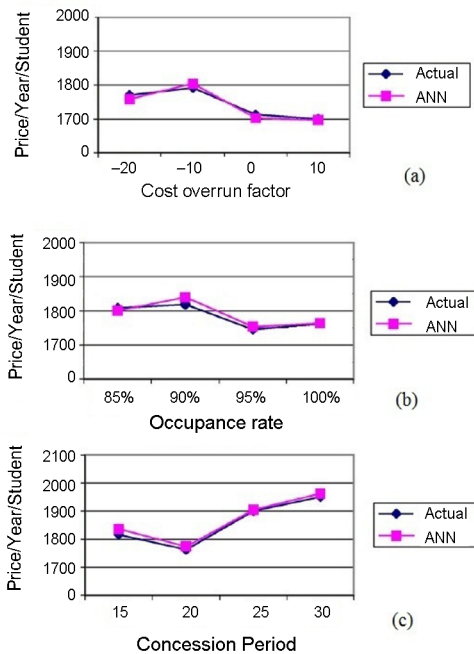 Price/Year/Student
2000
1800
1700
0
–20 –10 0 10
Cost overrun factor
Actual
ANN
(a)
Price/Year/Student
2000
1900
1800
1700
0
85% 90% 95% 100%
Occupance rate
Actual
ANN
(b)
Price/Year/Student
2100
2000
1900
1800
1700
0
15 20 25 30
Concession Period
Actual
ANN
(c)